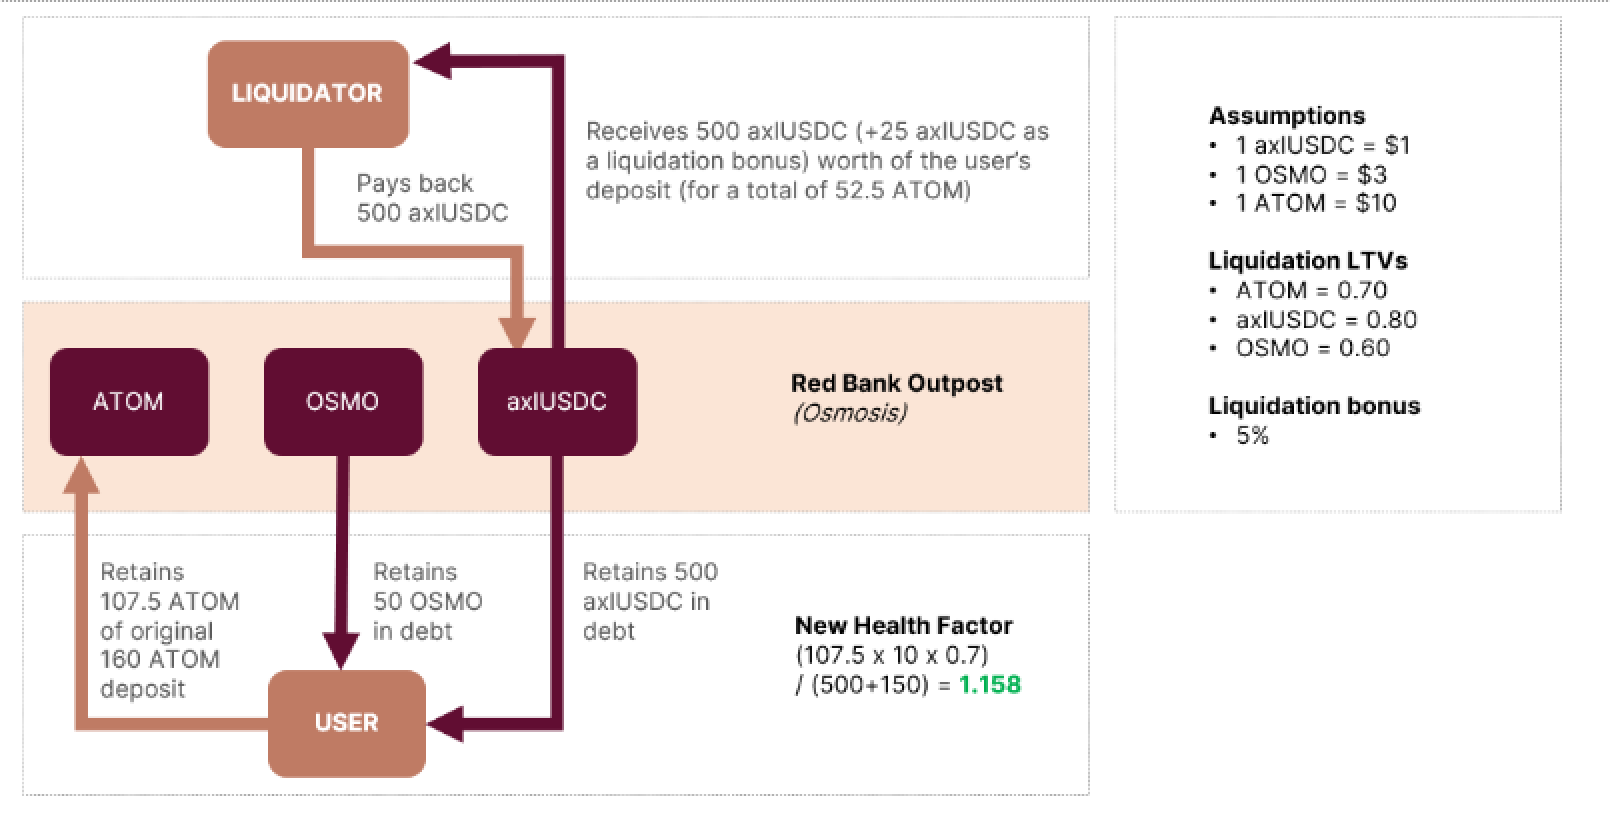 LIQUIDATOR
Pays back
500 axlUSDC
Receives 500 axlUSDC (+25 axlUSDC as
a liquidation bonus) worth of the user's
deposit (for a total of 52.5 ATOM)
ATOM
OSMO
axlUSDC
Red Bank Outpost
(Osmosis)
Retains
107.5 ATOM
of original
160 ATOM
deposit
Retains
50 OSMO
in debt
Retains 500
axlUSDC in
debt
USER
New Health Factor
(107.5 x 10 x 0.7)
/ (500+150) = 1.158
Assumptions
• 1 axlUSDC = $1
• 1 OSMO = $3
• 1 ATOM = $10
Liquidation LTVs
• ATOM = 0.70
• axlUSDC = 0.80
• OSMO = 0.60
Liquidation bonus
• 5%